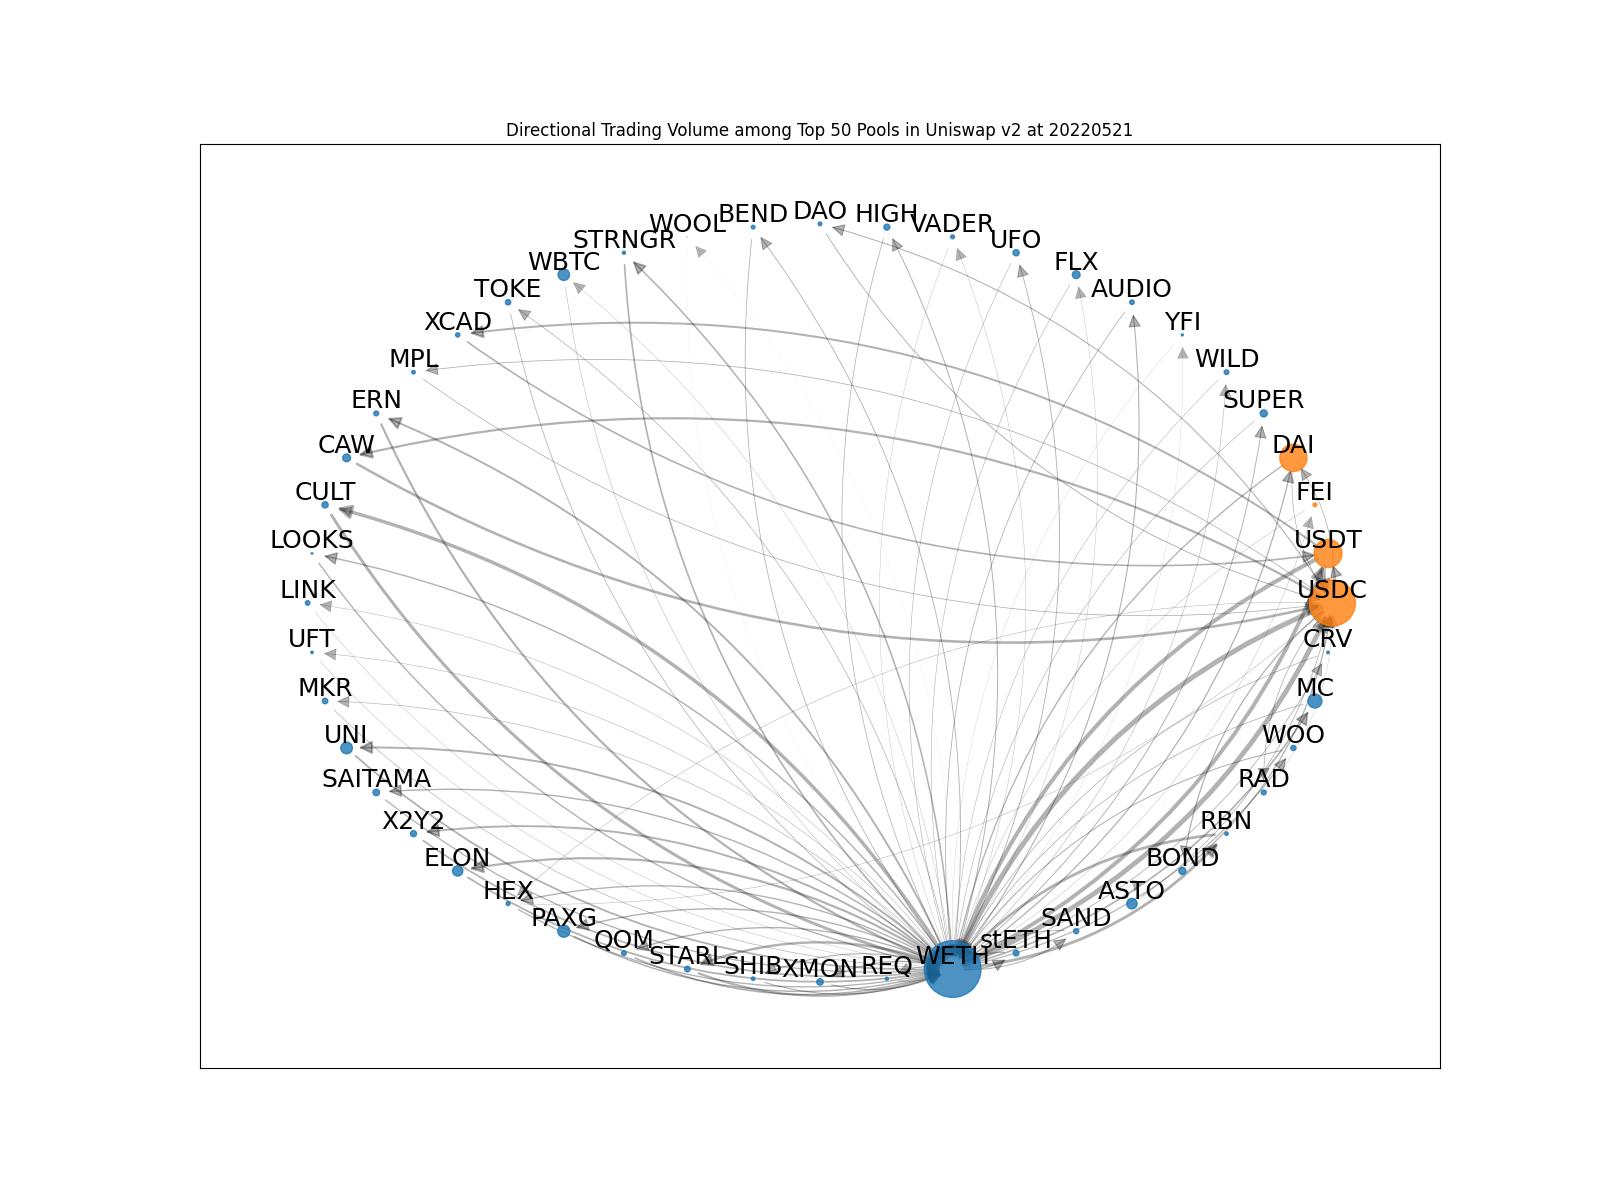 Directional Trading Volume among Top 50 Pools in Uniswap v2 at 20220521
WOOL
BEND
DAO
HIGH
VADER
STRNGR
UFO
WBTC
FLX
TOKE
AUDIO
XCAD
YFI
MPL
WILD
ERN
SUPER
CAW
DAI
CULT
FEI
LOOKS
USDT
LINK
USDC
UFT
CRV
MKR
MC
UNI
WOO
SAITAMA
RAD
X2Y2
RBN
ELON
BOND
HEX
ASTO
PAXG
SAND
QOM
stETH
STARL
WETH
SHIB
XMON
REQ